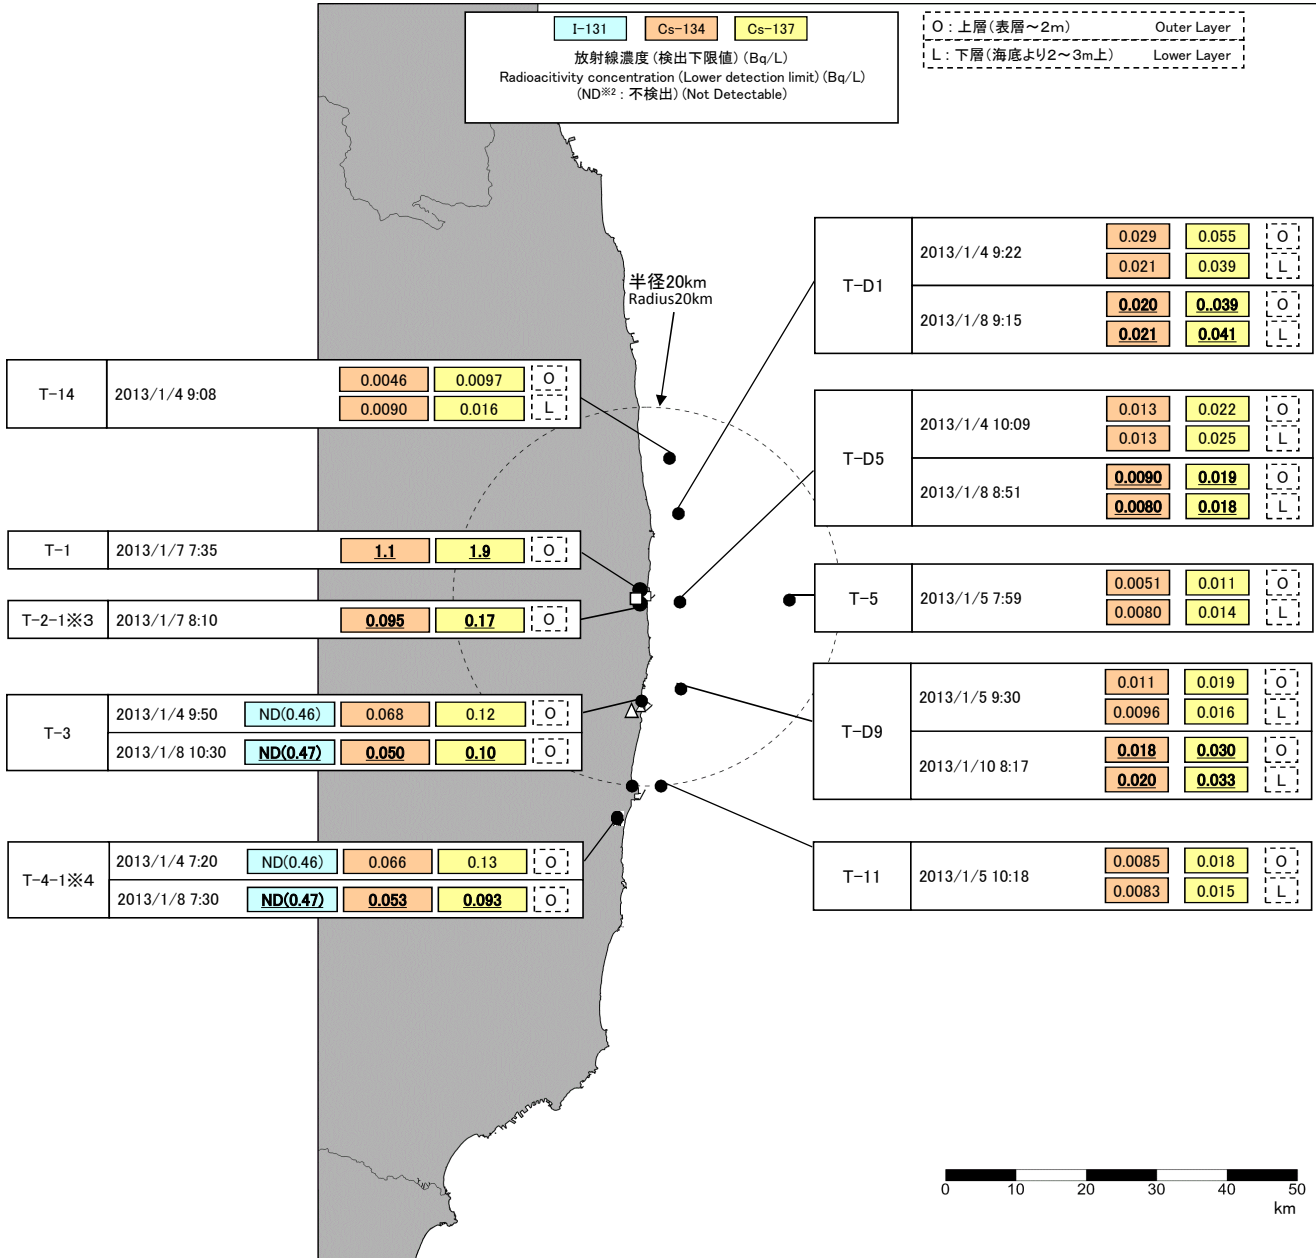 I-131 Cs-134 Cs-137
放射線濃度(検出下限値)(Bq/L)
Radioacitivity concentration (Lower detection limit) (Bq/L)
(ND※2:不検出)(Not Detectable)
O:上層(表層~2m) Outer Layer
L:下層(海底より2~3m上) Lower Layer
半径20km
Radius20km
T-14
2013/1/4 9:08
0.0046 0.0097 O
0.0090 0.016 L
T-1
2013/1/7 7:35
1.1 1.9 O
T-2-1※3
2013/1/7 8:10
0.095 0.17 O
T-3
2013/1/4 9:50 ND(0.46) 0.068 0.12 O
2013/1/8 10:30 ND(0.47) 0.050 0.10 O
T-4-1※4
2013/1/4 7:20 ND(0.46) 0.066 0.13 O
2013/1/8 7:30 ND(0.47) 0.053 0.093 O
T-D1
2013/1/4 9:22
0.029 0.055 O
0.021 0.039 L
2013/1/8 9:15
0.020 0..039 O
0.021 0.041 L
T-D5
2013/1/4 10:09
0.013 0.022 O
0.013 0.025 L
2013/1/8 8:51
0.0090 0.019 O
0.0080 0.018 L
T-5
2013/1/5 7:59
0.0051 0.011 O
0.0080 0.014 L
T-D9
2013/1/5 9:30
0.011 0.019 O
0.0096 0.016 L
2013/1/10 8:17
0.018 0.030 O
0.020 0.033 L
T-11
2013/1/5 10:18
0.0085 0.018 O
0.0083 0.015 L
0 10 20 30 40 50
km